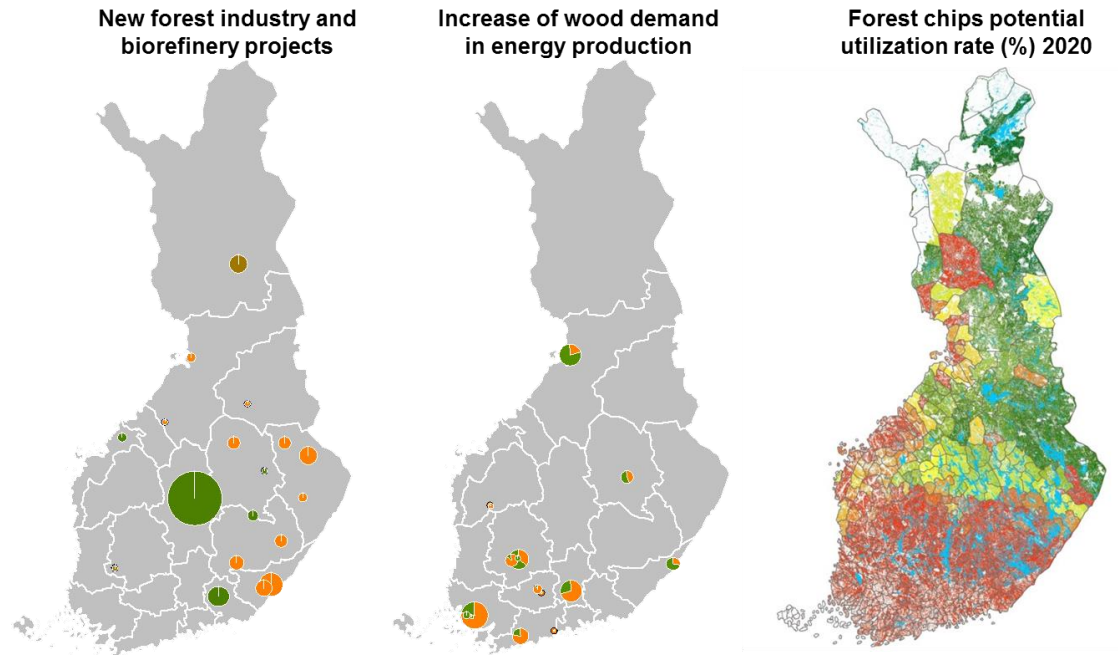 New forest industry and
biorefinery projects
Increase of wood demand
in energy production
Forest chips potential
utilization rate (%) 2020